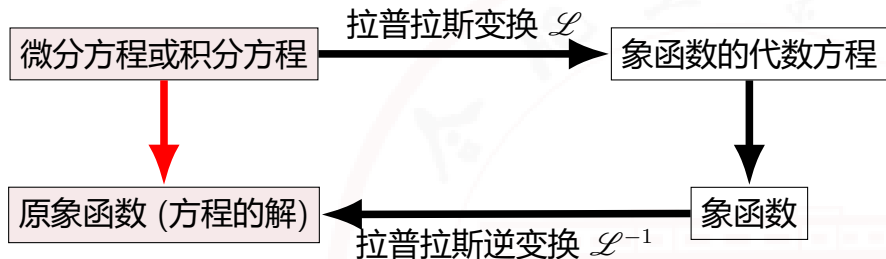 拉普拉斯变换 ℒ
微分方程或积分方程
象函数的代数方程
原象函数 (方程的解)
象函数
拉普拉斯逆变换 ℒ⁻¹